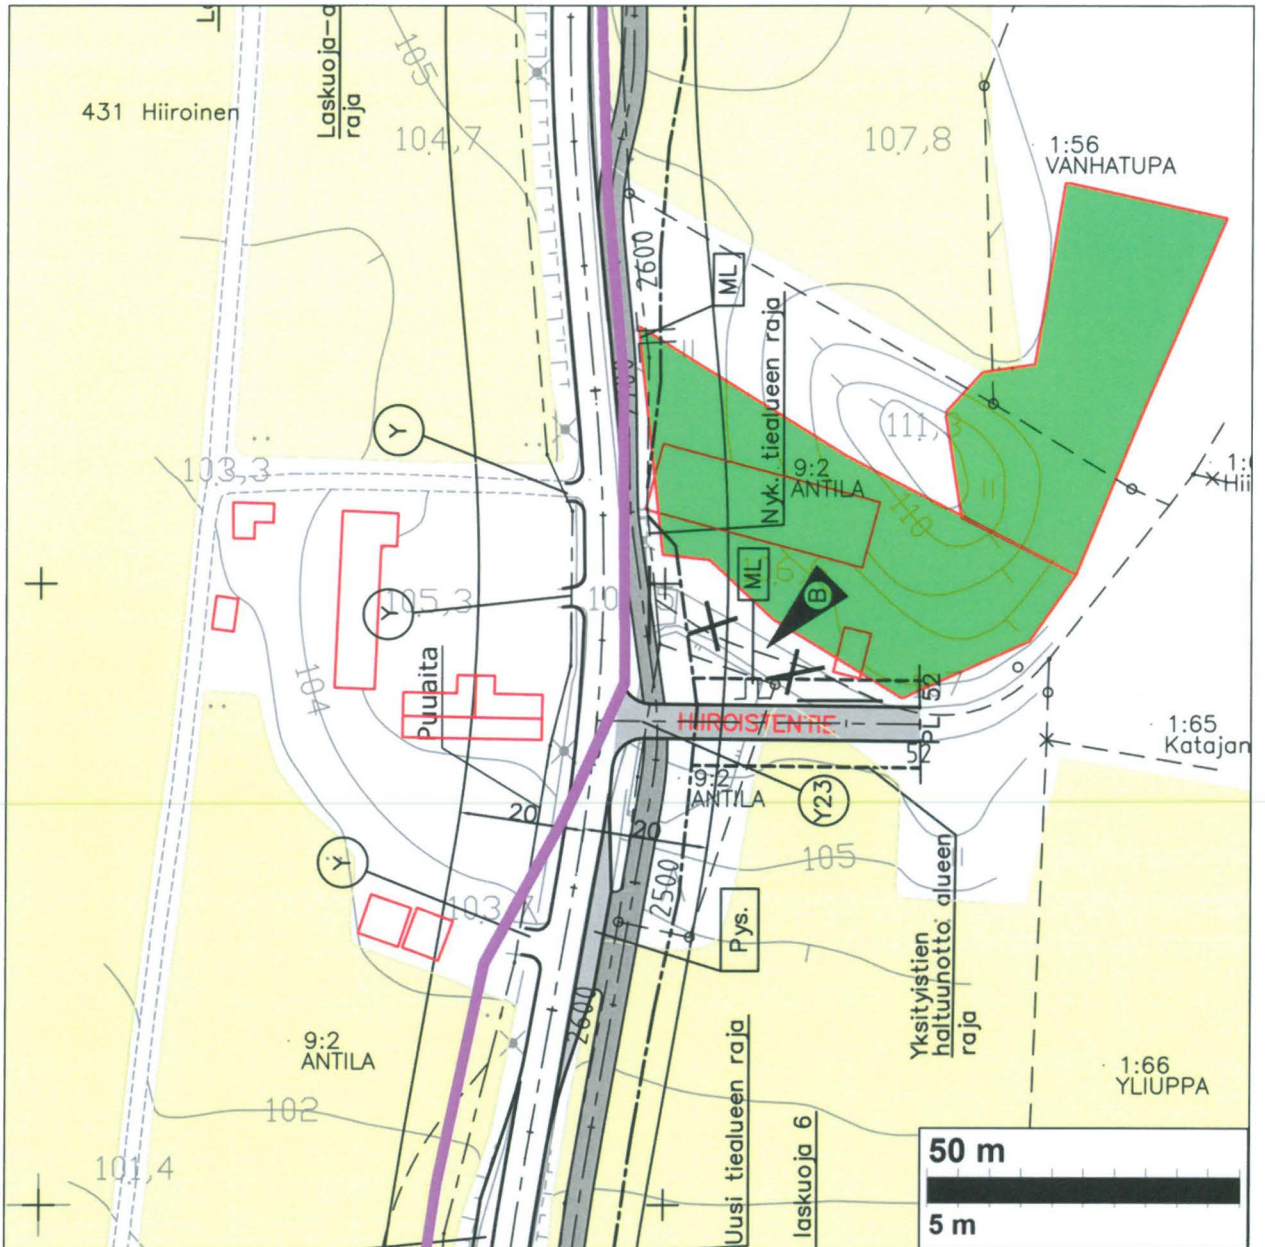 431 Hiiroinen
Laskuoja-
raja
105
104,7
107,8
1:56
VANHATUPA
2600
ML
Nyk. tiealueen raja
Y
103,3
111,3
9:2
ANTILA
110
ML
B
Y
105,3
104
Puuaita
HIIROISTENTIE
52
PL
52
1:65
Katajan
9:2
ANTILA
Y23
20
20
105
Y
2500
Pys.
Yksityistien
haltuunotto alueen
raja
2600
9:2
ANTILA
102
101,4
1:66
YLIUPPA
Uusi tiealueen raja
laskuoja 6
50 m
5 m